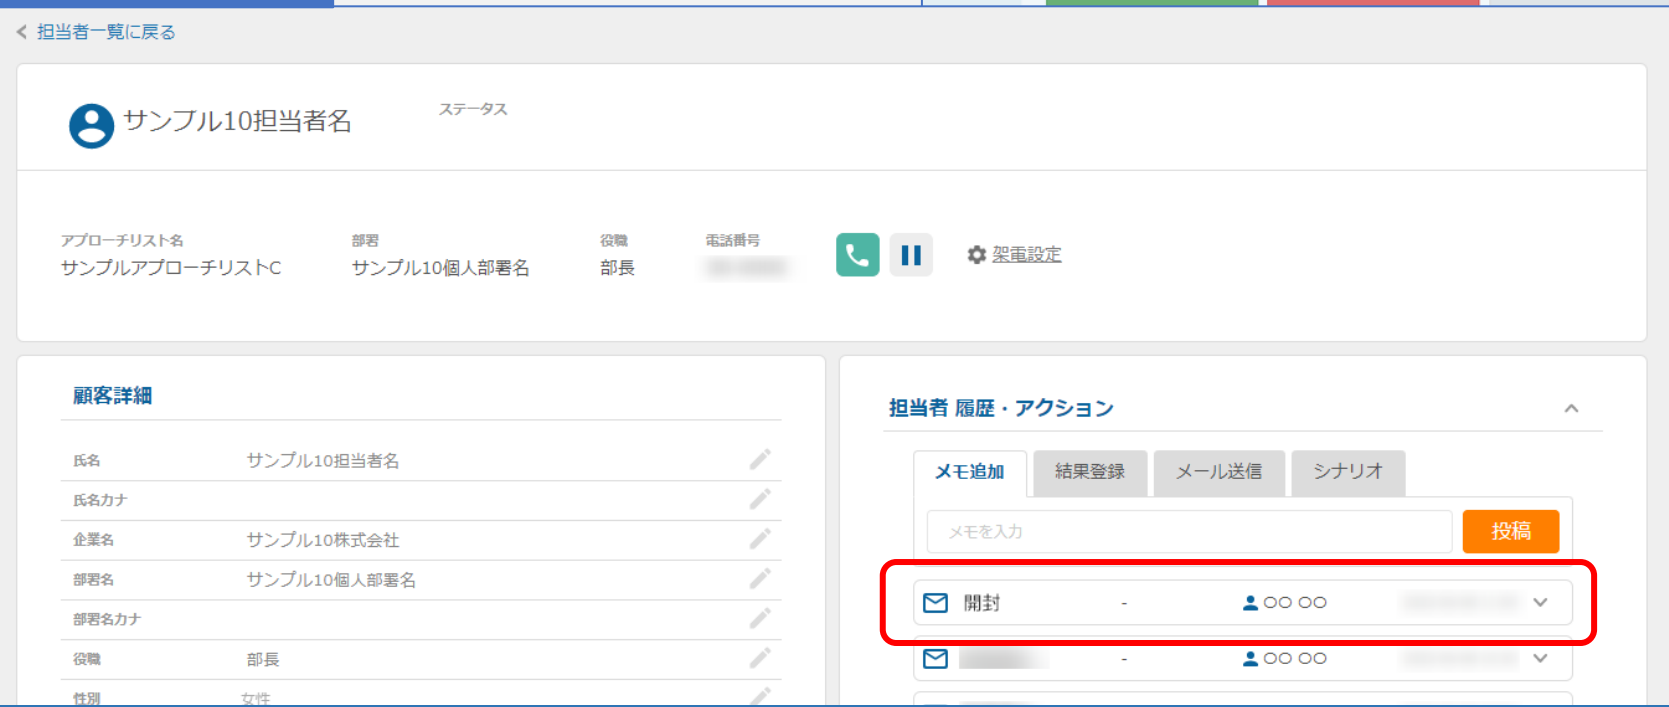 担当者一覧に戻る
サンプル10担当者名
ステータス
アプローチリスト名 部署 役職 電話番号
サンプルアプローチリストC サンプル10個人部署名 部長
架電設定
顧客詳細
氏名 サンプル10担当者名
氏名カナ
企業名 サンプル10株式会社
部署名 サンプル10個人部署名
部署名カナ
役職 部長
性別 女性
担当者 履歴・アクション
メモ追加 結果登録 メール送信 シナリオ
メモを入力 投稿
開封 - 〇〇 〇〇
- 〇〇 〇〇